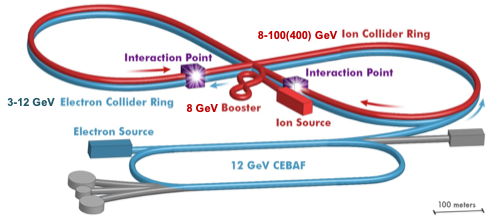 8-100(400) GeV Ion Collider Ring
Interaction Point
Interaction Point
3-12 GeV Electron Collider Ring
8 GeV Booster
Ion Source
Electron Source
12 GeV CEBAF
100 meters